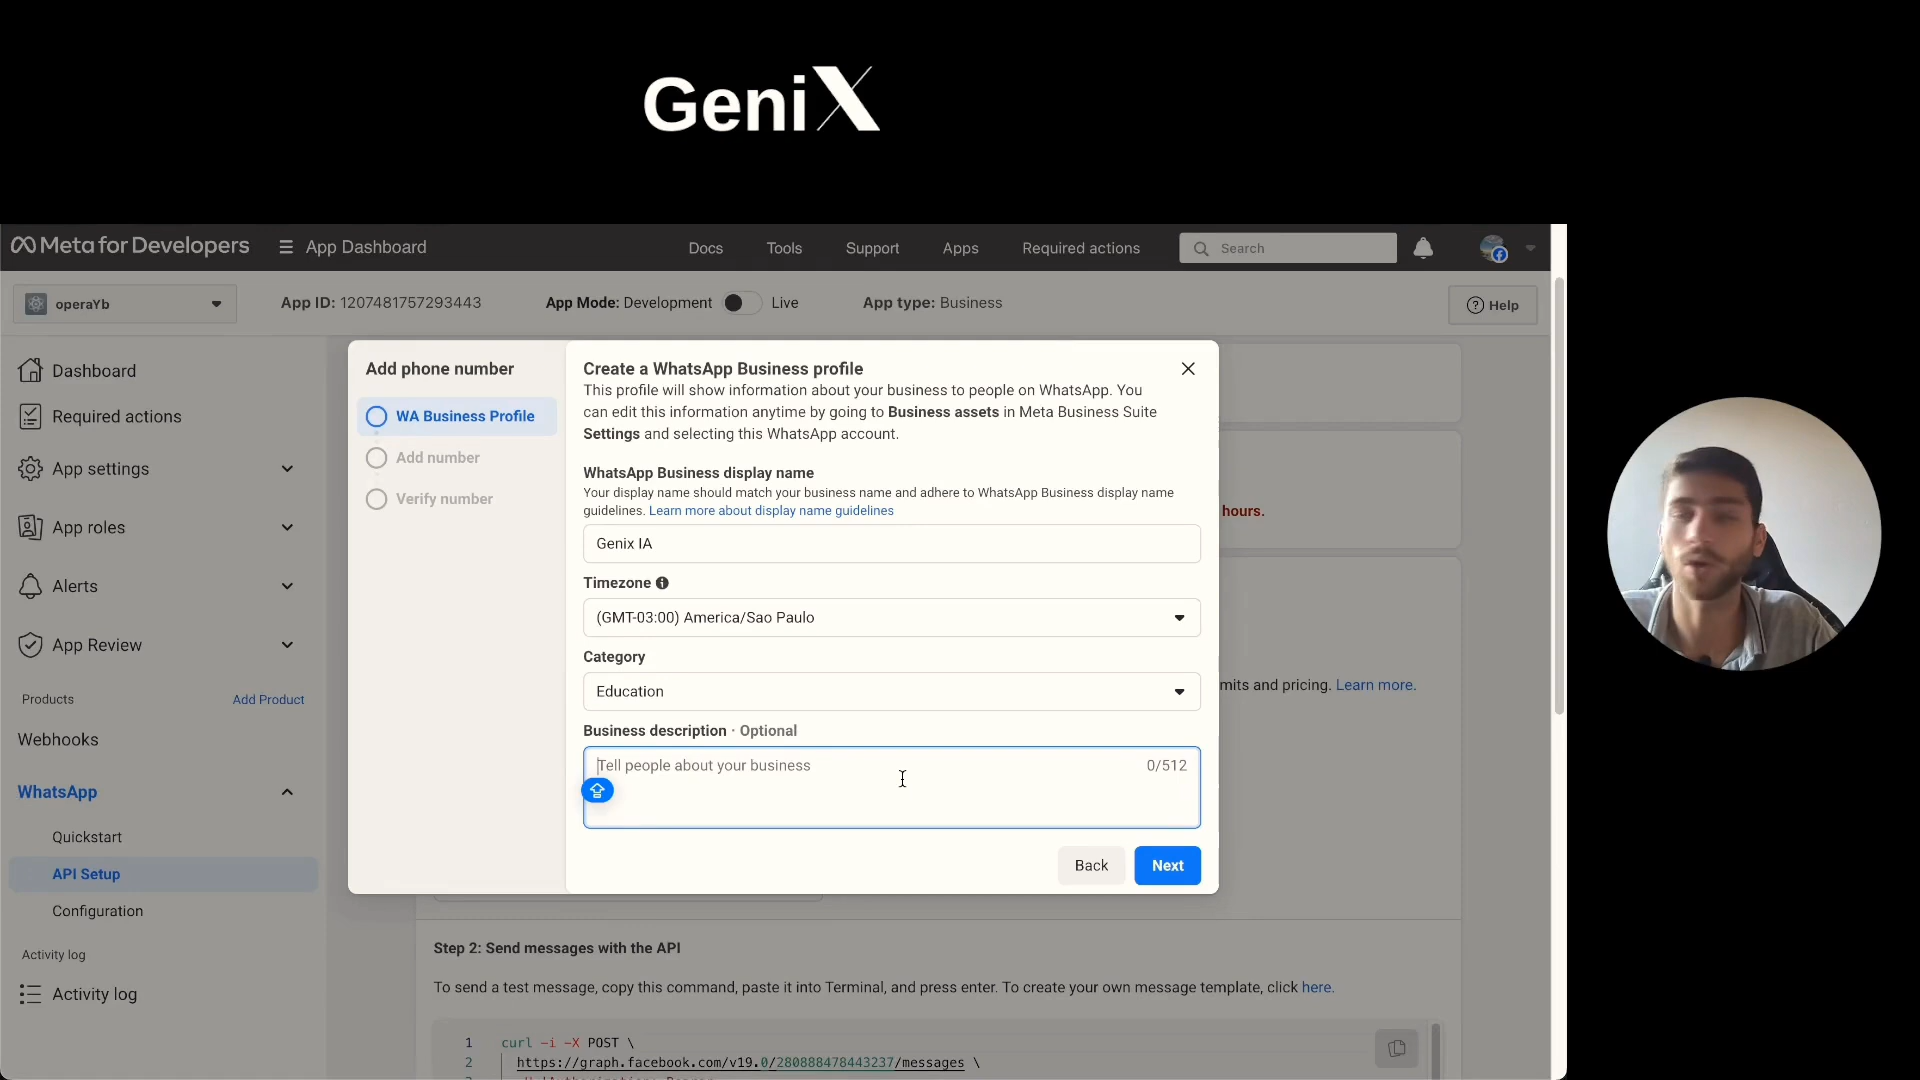 GeniX
Meta for Developers
App Dashboard
Docs
Tools
Support
Apps
Required actions
Search
operaYb
App ID: 1207481757293443
App Mode: Development
Live
App type: Business
Help
Dashboard
Required actions
App settings
App roles
Alerts
App Review
Products
Add Product
Webhooks
WhatsApp
Quickstart
API Setup
Configuration
Activity log
Activity log
Add phone number
WA Business Profile
Add number
Verify number
Create a WhatsApp Business profile
This profile will show information about your business to people on WhatsApp. You
can edit this information anytime by going to Business assets in Meta Business Suite
Settings and selecting this WhatsApp account.
WhatsApp Business display name
Your display name should match your business name and adhere to WhatsApp Business display name
guidelines. Learn more about display name guidelines
Genix IA
Timezone
(GMT-03:00) America/Sao Paulo
Category
Education
Business description · Optional
Tell people about your business
0/512
Back
Next
hours.
mits and pricing. Learn more.
Step 2: Send messages with the API
To send a test message, copy this command, paste it into Terminal, and press enter. To create your own message template, click here.
1 curl -i -X POST \
2 https://graph.facebook.com/v19.0/280888478443237/messages \